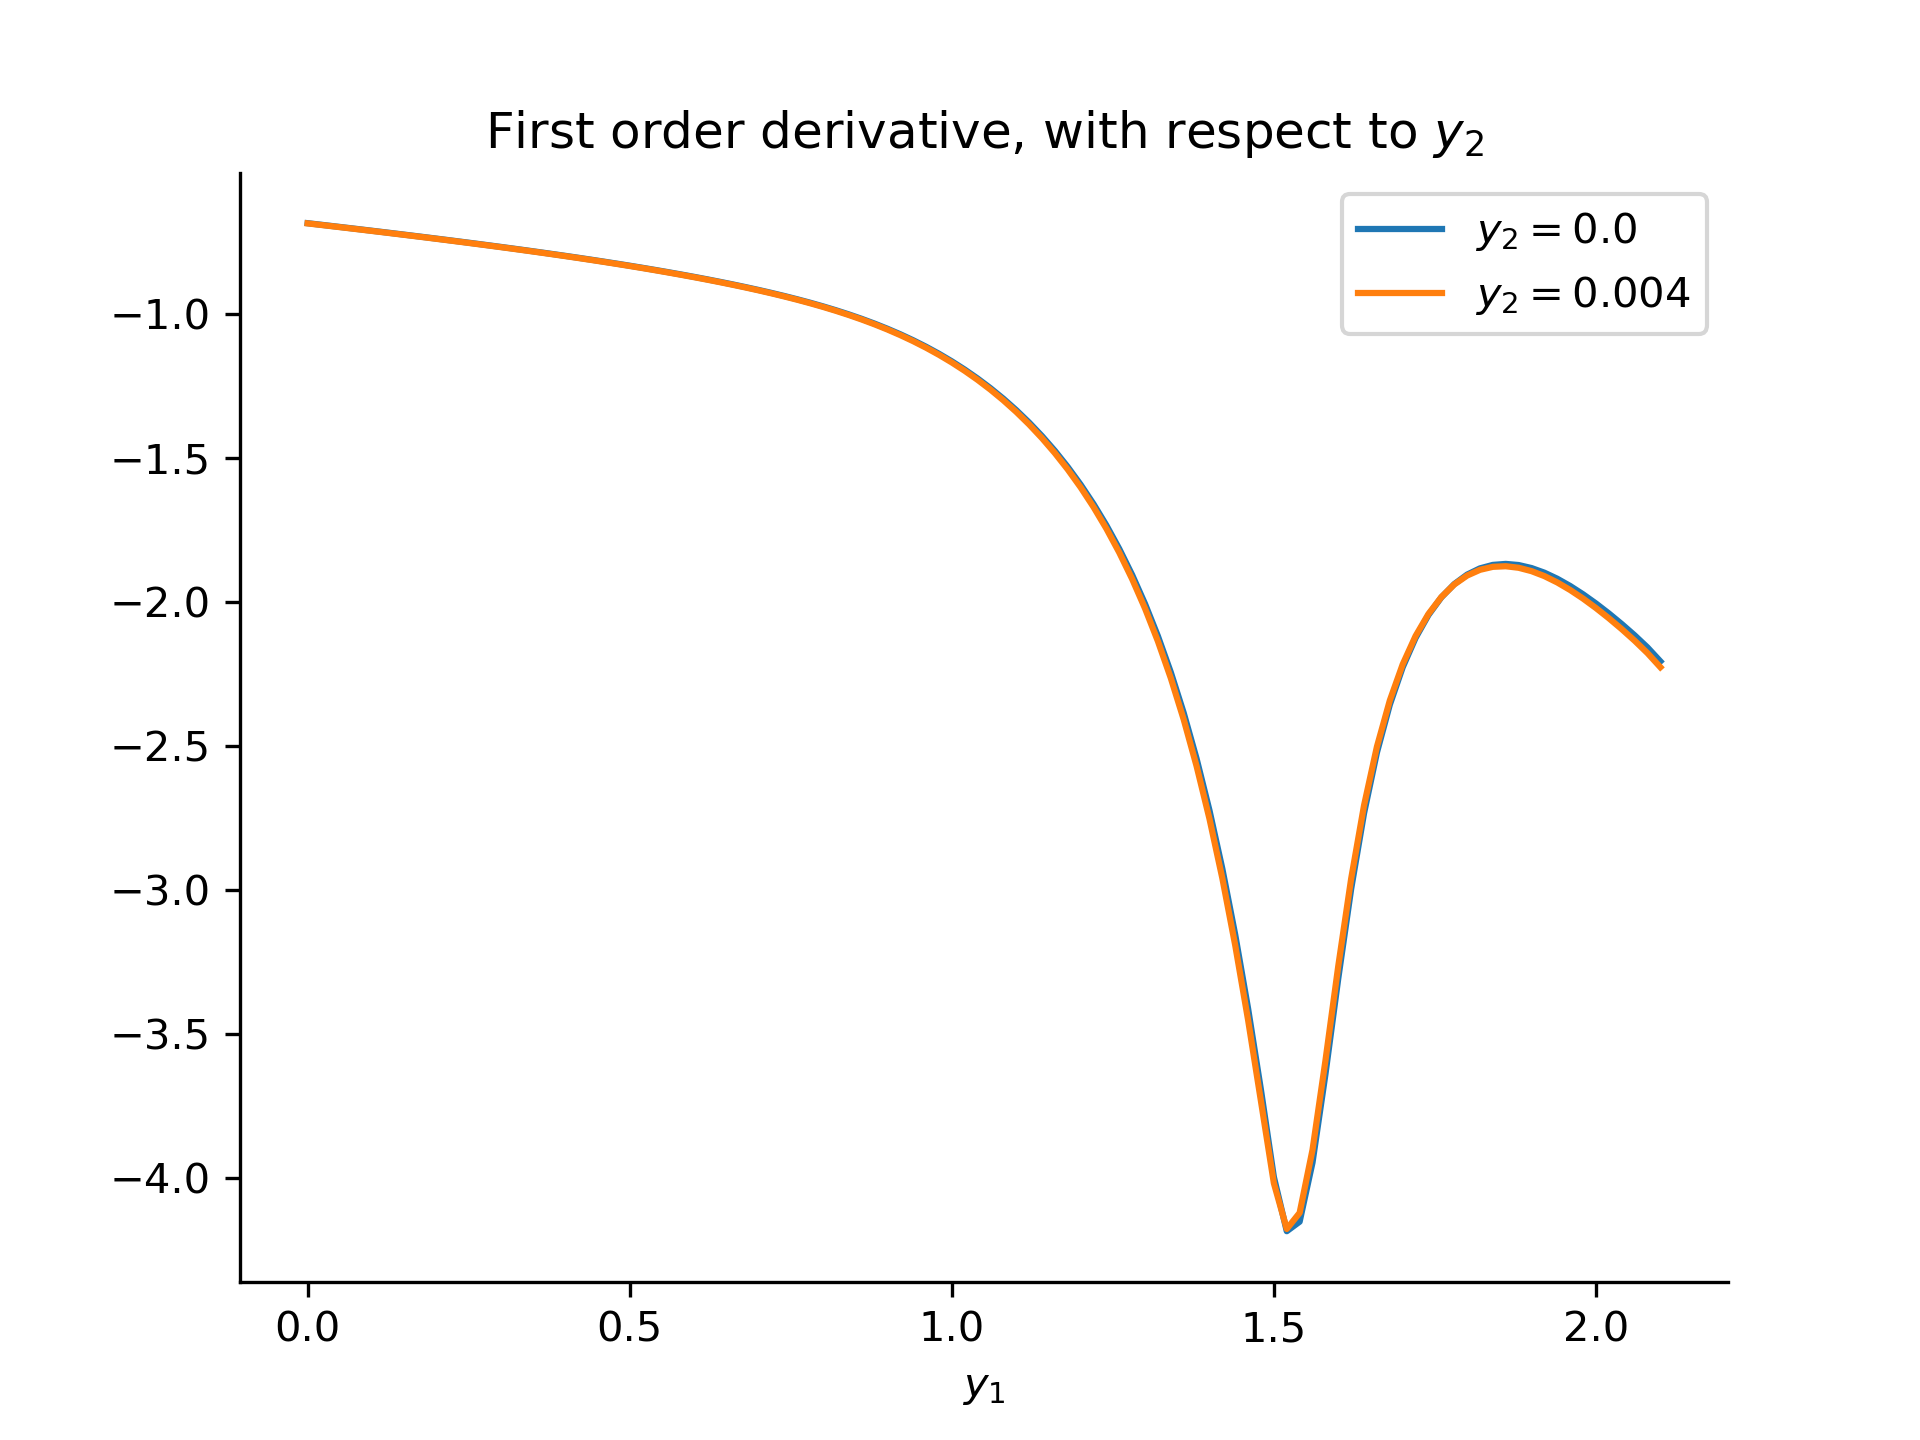 First order derivative, with respect to y₂
y₂ = 0.0
y₂ = 0.004
−1.0
−1.5
−2.0
−2.5
−3.0
−3.5
−4.0
0.0 0.5 1.0 1.5 2.0
y₁